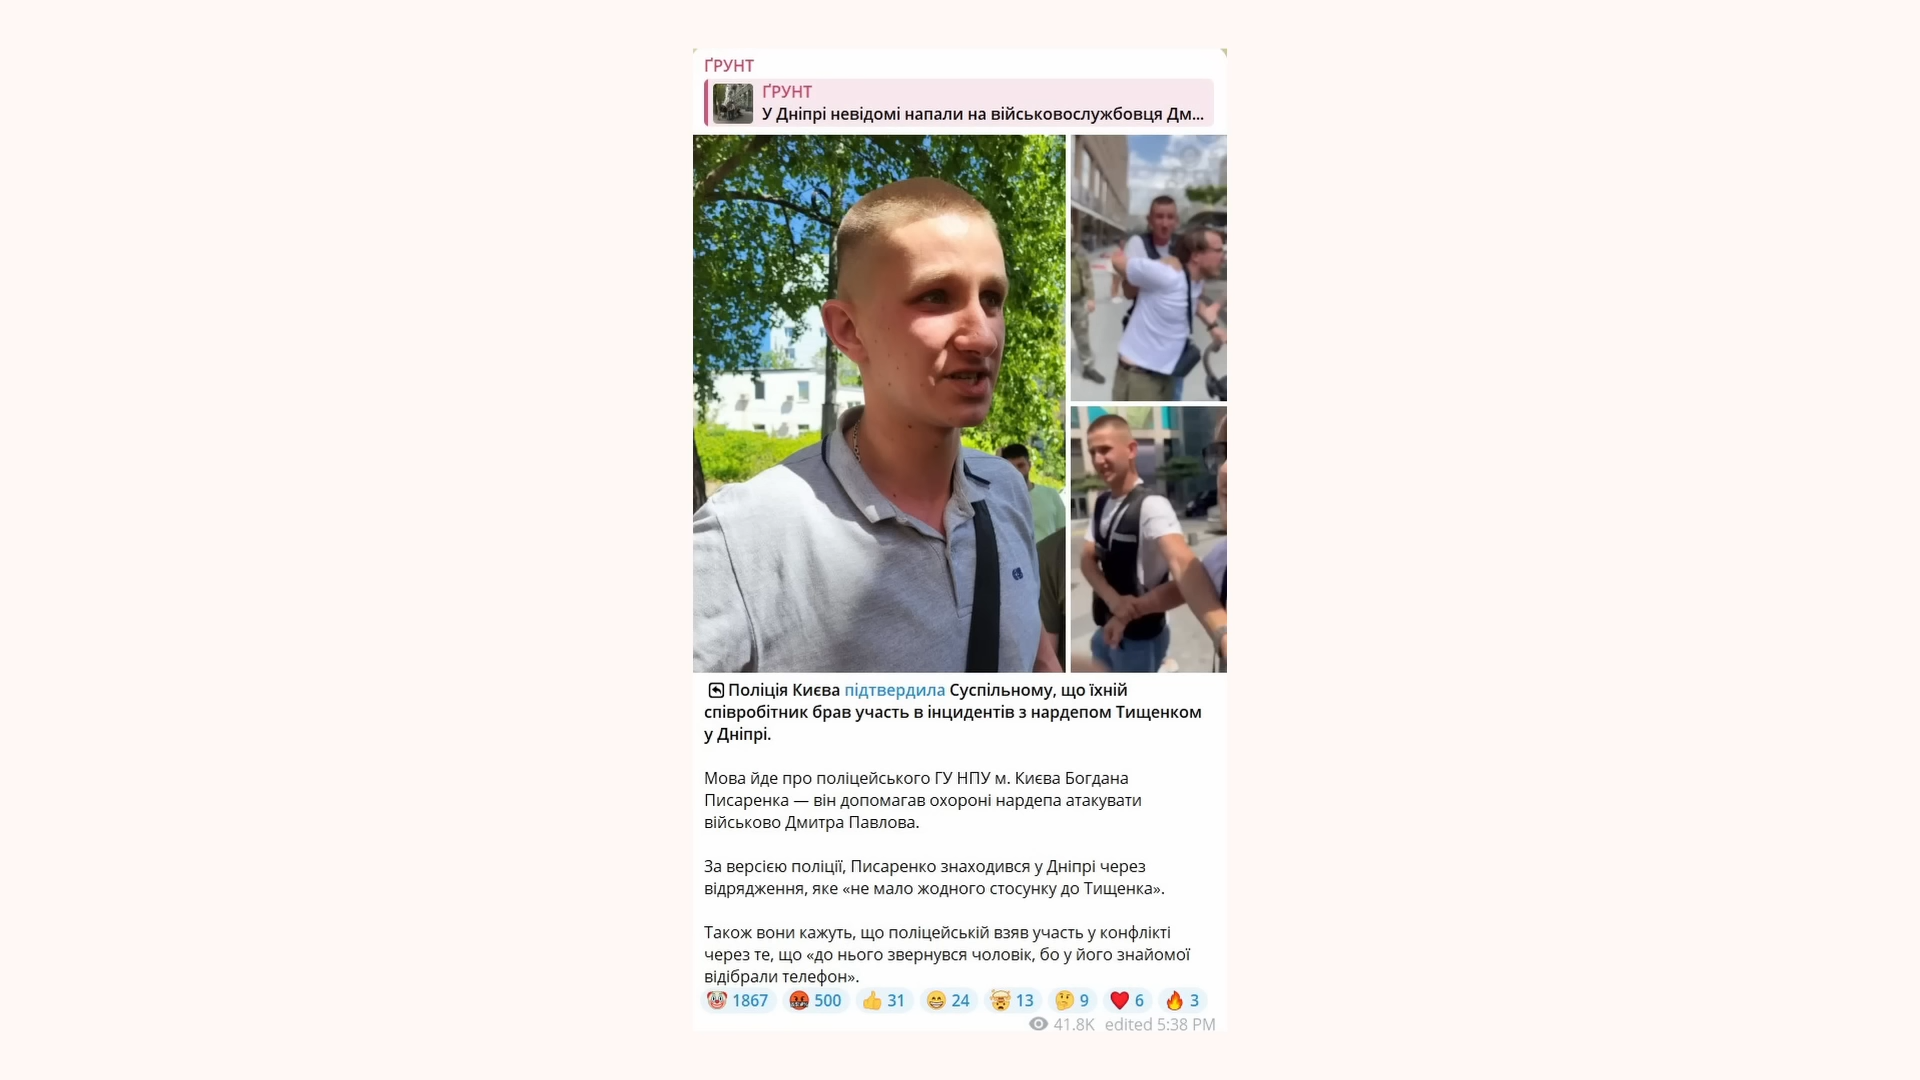 ҐРУНТ
ҐРУНТ
У Дніпрі невідомі напали на військовослужбовця Дм...
Поліція Києва підтвердила Суспільному, що їхній
співробітник брав участь в інцидентів з нардепом Тищенком
у Дніпрі.
Мова йде про поліцейського ГУ НПУ м. Києва Богдана
Писаренка — він допомагав охороні нардепа атакувати
військово Дмитра Павлова.
За версією поліції, Писаренко знаходився у Дніпрі через
відрядження, яке «не мало жодного стосунку до Тищенка».
Також вони кажуть, що поліцейській взяв участь у конфлікті
через те, що «до нього звернувся чоловік, бо у його знайомої
відібрали телефон».
1867 500 31 24 13 9 6 3
41.8K edited 5:38 PM